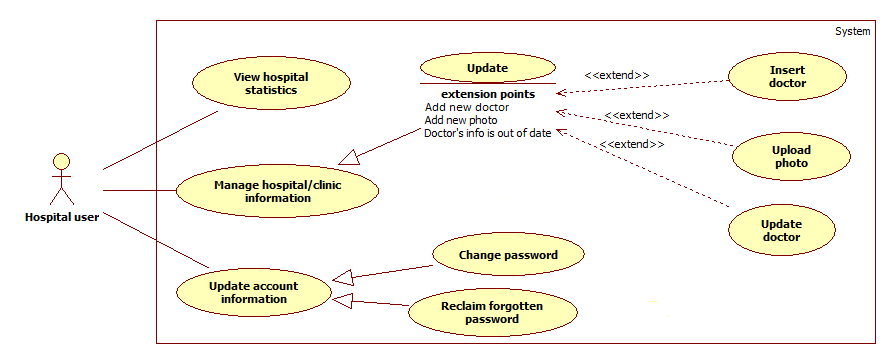 System
View hospital
statistics
Update
extension points
Add new doctor
Add new photo
Doctor's info is out of date
<<extend>>
<<extend>>
<<extend>>
Insert
doctor
Upload
photo
Update
doctor
Manage hospital/clinic
information
Hospital user
Update account
information
Change password
Reclaim forgotten
password